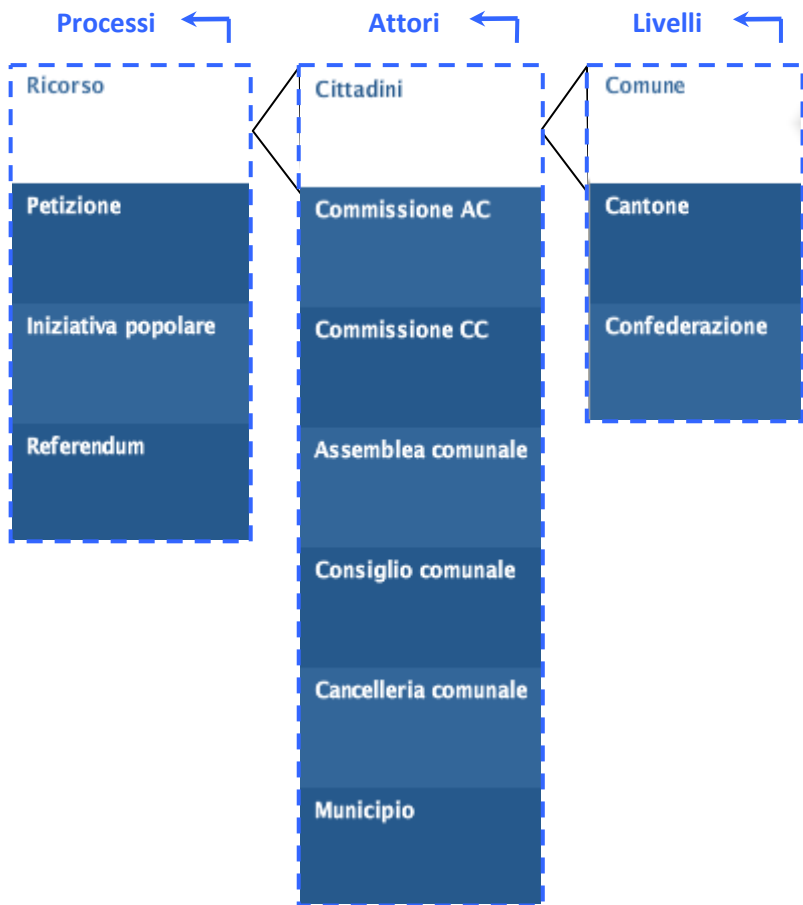 Processi
Attori
Livelli
Ricorso
Petizione
Iniziativa popolare
Referendum
Cittadini
Commissione AC
Commissione CC
Assemblea comunale
Consiglio comunale
Cancelleria comunale
Municipio
Comune
Cantone
Confederazione